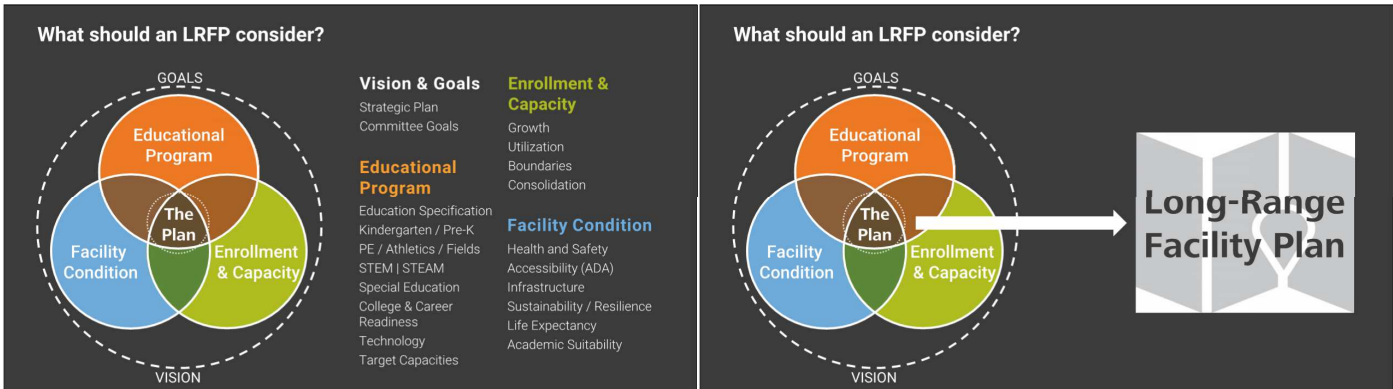 What should an LRFP consider?
GOALS
Educational
Program
The
Plan
Facility
Condition
Enrollment
& Capacity
VISION
Vision & Goals
Strategic Plan
Committee Goals
Educational
Program
Education Specification
Kindergarten / Pre-K
PE / Athletics / Fields
STEM | STEAM
Special Education
College & Career
Readiness
Technology
Target Capacities
Enrollment &
Capacity
Growth
Utilization
Boundaries
Consolidation
Facility Condition
Health and Safety
Accessibility (ADA)
Infrastructure
Sustainability / Resilience
Life Expectancy
Academic Suitability
What should an LRFP consider?
GOALS
Educational
Program
The
Plan
Facility
Condition
Enrollment
& Capacity
VISION
Long-Range
Facility Plan